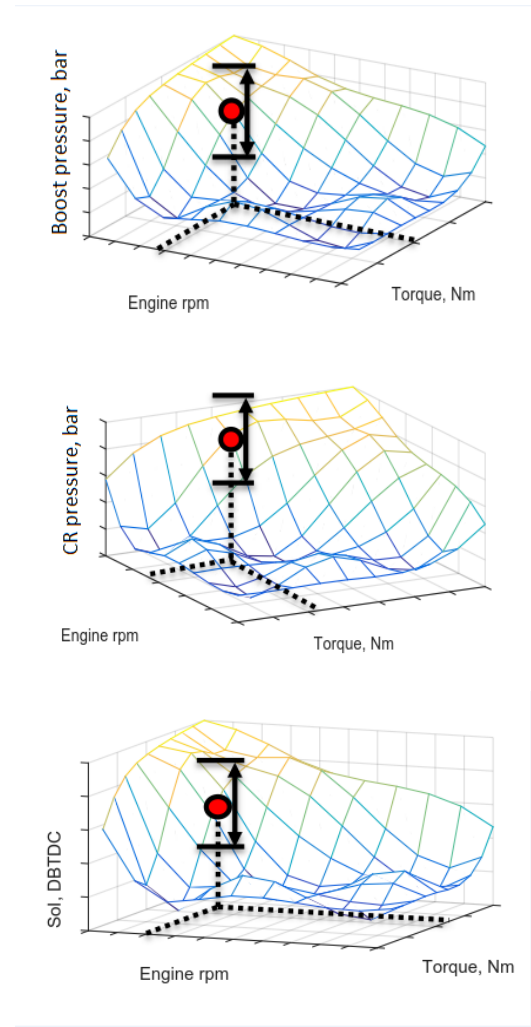 Boost pressure, bar
Engine rpm
Torque, Nm
CR pressure, bar
Engine rpm
Torque, Nm
SoI, DBTDC
Engine rpm
Torque, Nm